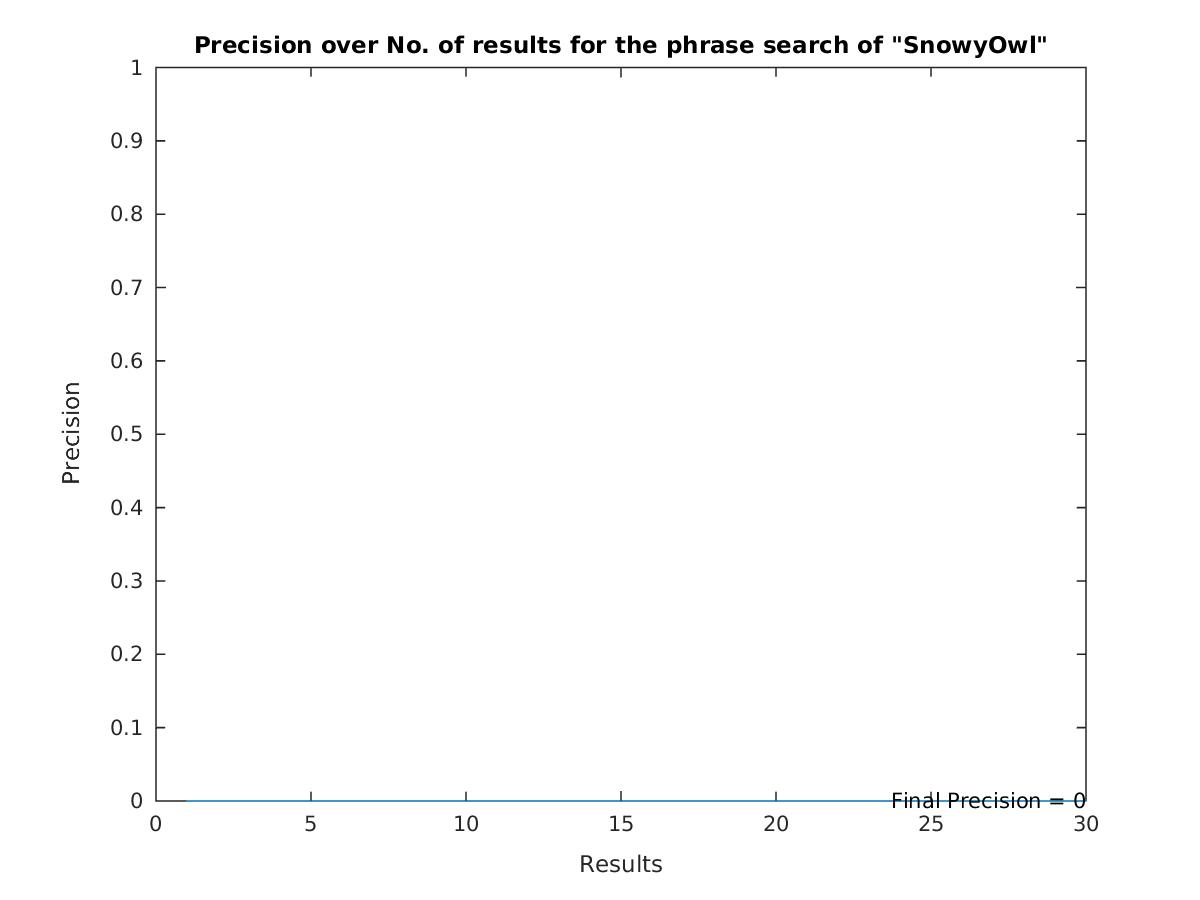 Precision over No. of results for the phrase search of "SnowyOwl"
1
0.9
0.8
0.7
0.6
0.5
0.4
0.3
0.2
0.1
0
Precision
Final Precision = 0
0 5 10 15 20 25 30
Results